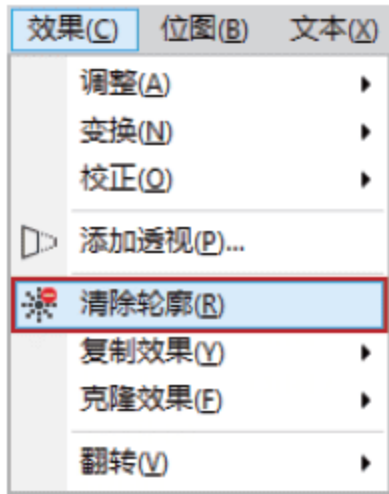 效果(C) 位图(B) 文本(X)
调整(A)
变换(N)
校正(O)
添加透视(P)...
清除轮廓(R)
复制效果(Y)
克隆效果(F)
翻转(V)